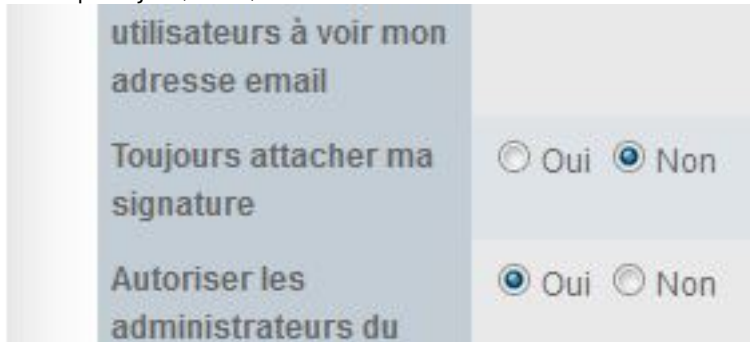 utilisateurs à voir mon
adresse email
Toujours attacher ma
signature
Oui Non
Autoriser les
administrateurs du
Oui Non